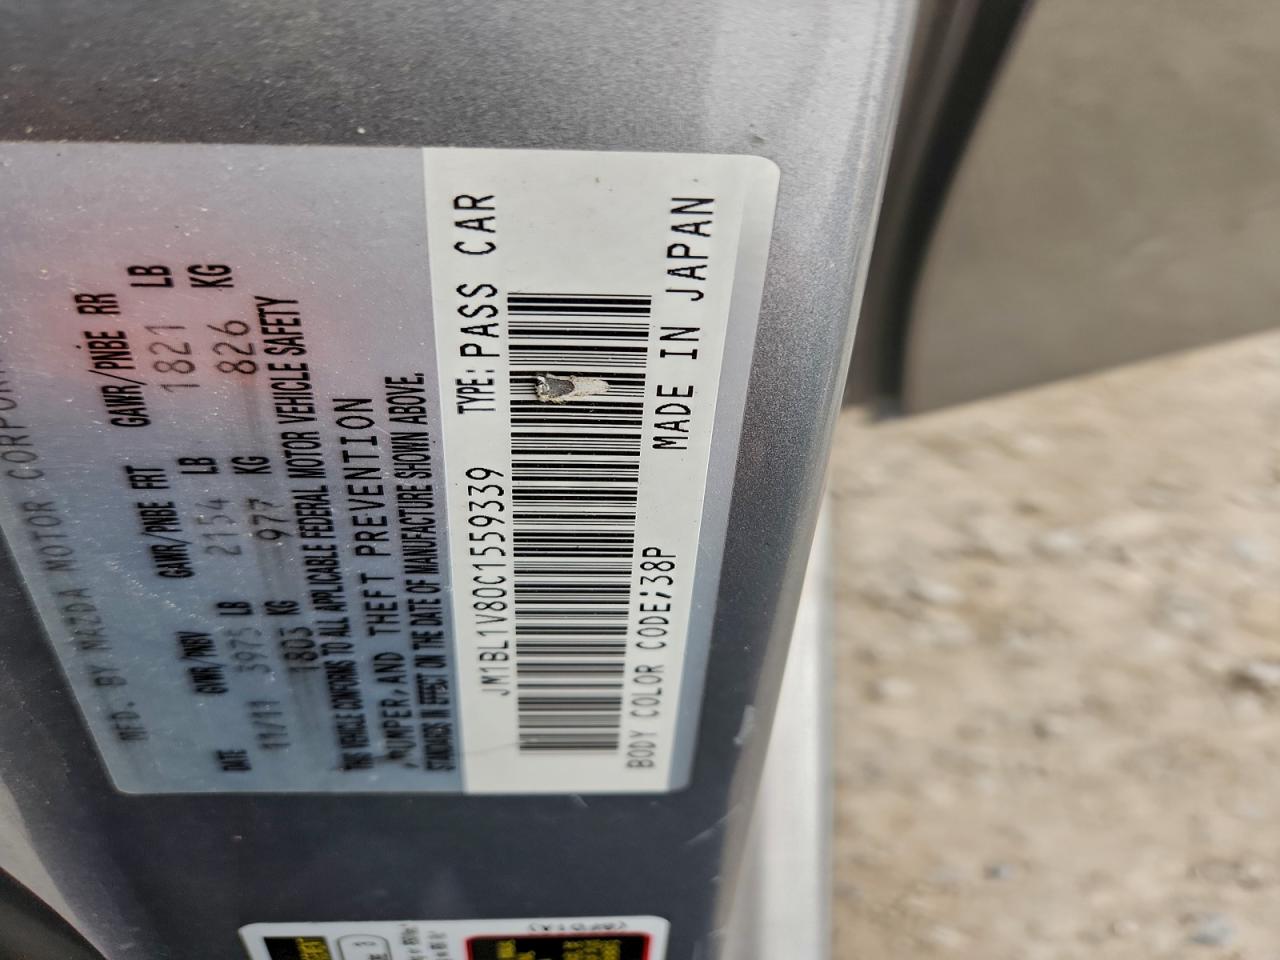 MFD. BY MAZDA MOTOR
DATE GVWR/PNBV GAWR/PNBE FRT GAWR/PNBE RR
11/11 3975 LB 2154 LB 1821 LB
1803 KG 977 KG 826 KG
THIS VEHICLE CONFORMS TO ALL APPLICABLE FEDERAL MOTOR VEHICLE SAFETY
,BUMPER,AND THEFT PREVENTION
STANDARDS IN EFFECT ON THE DATE OF MANUFACTURE SHOWN ABOVE.
JM1BL1V80C1559339 TYPE:PASS CAR
BODY COLOR CODE;38P MADE IN JAPAN